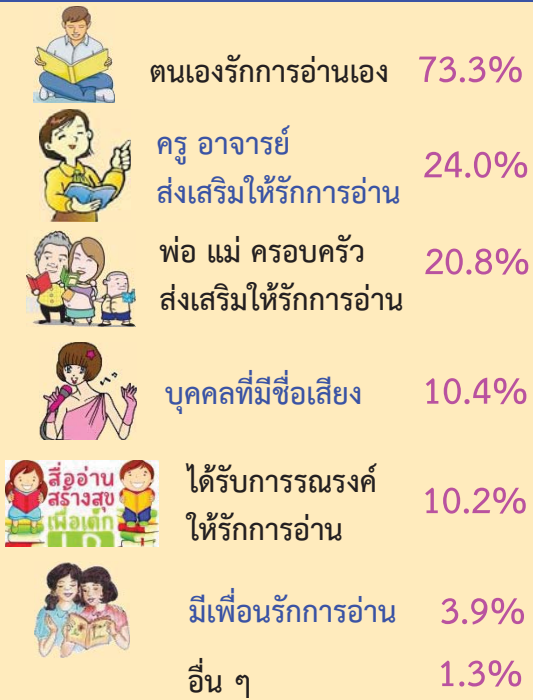 ตนเองรักการอ่านเอง 73.3%
ครู อาจารย์
ส่งเสริมให้รักการอ่าน 24.0%
พ่อ แม่ ครอบครัว
ส่งเสริมให้รักการอ่าน 20.8%
บุคคลที่มีชื่อเสียง 10.4%
สื่ออ่าน
สร้างสุข
เพื่อเด็ก
ได้รับการรณรงค์
ให้รักการอ่าน 10.2%
มีเพื่อนรักการอ่าน 3.9%
อื่น ๆ 1.3%